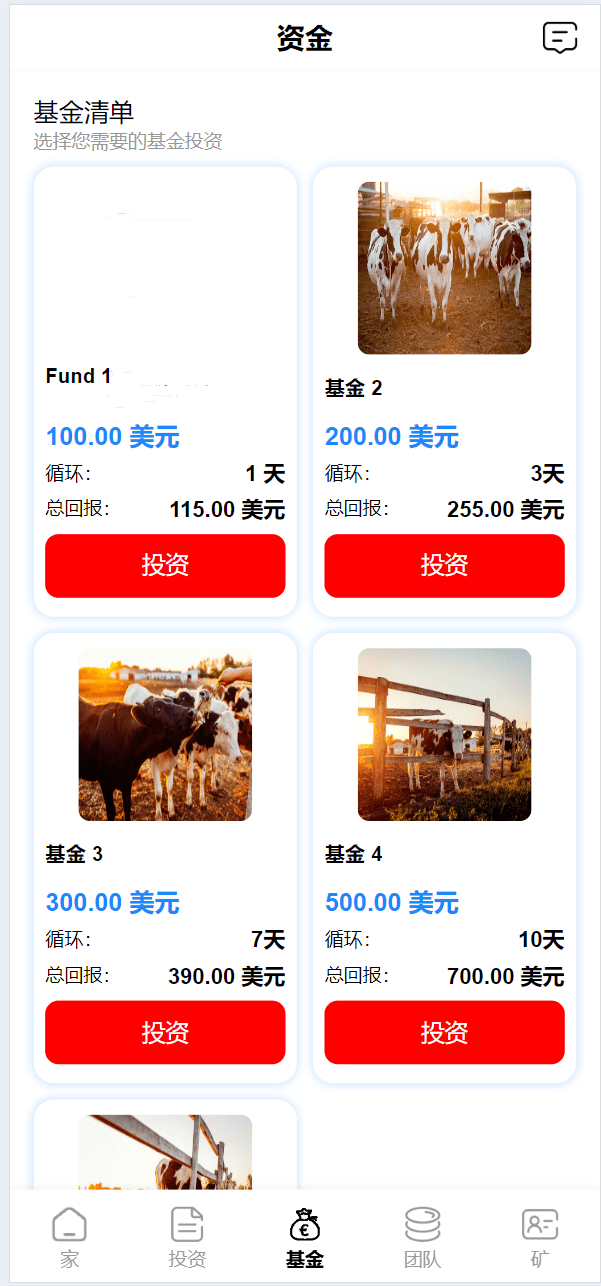 资金
基金清单
选择您需要的基金投资
Fund 1
100.00 美元
循环: 1 天
总回报: 115.00 美元
投资
基金 2
200.00 美元
循环: 3天
总回报: 255.00 美元
投资
基金 3
300.00 美元
循环: 7天
总回报: 390.00 美元
投资
基金 4
500.00 美元
循环: 10天
总回报: 700.00 美元
投资
家 投资 基金 团队 矿